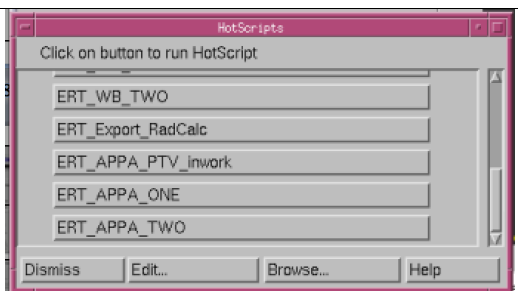 HotScripts
Click on button to run HotScript
ERT_WB_TWO
ERT_Export_RadCalc
ERT_APPA_PTV_inwork
ERT_APPA_ONE
ERT_APPA_TWO
Dismiss Edit... Browse... Help